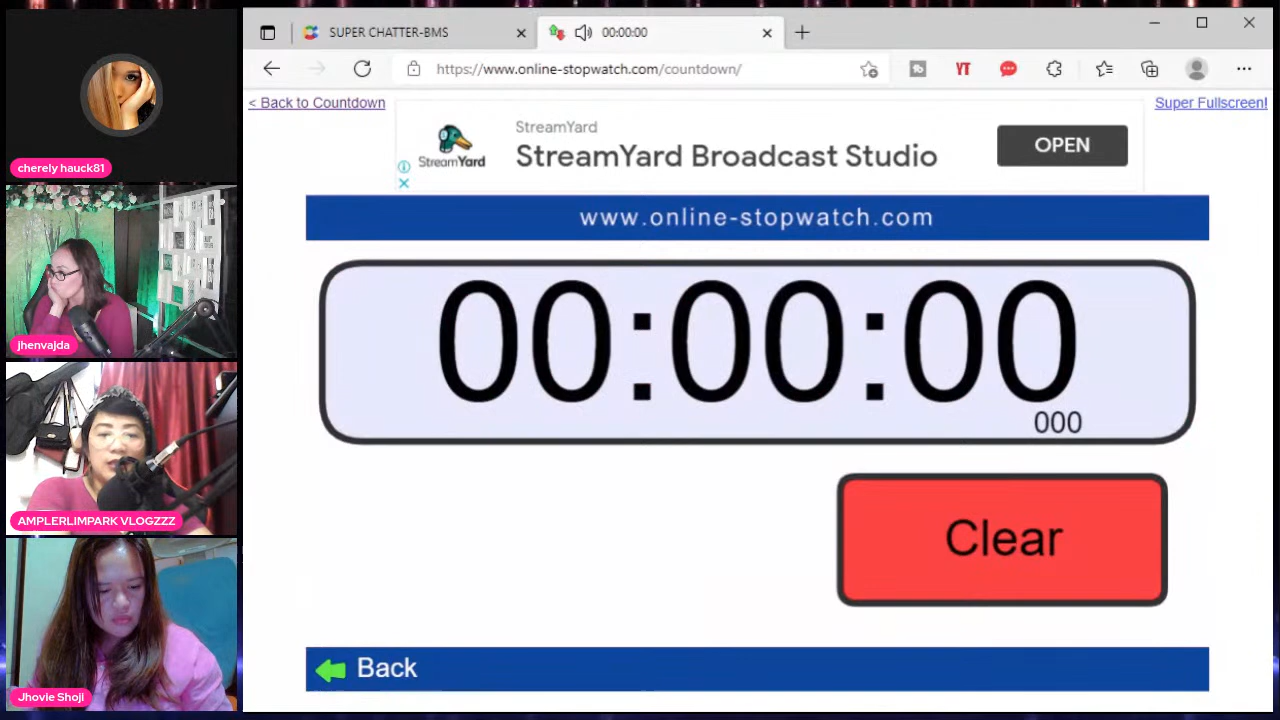 cherely hauck81
jhenvajda
AMPLERLIMPARK VLOGZZZ
Jhovie Shoji
SUPER CHATTER-BMS
00:00:00
https://www.online-stopwatch.com/countdown/
YT
< Back to Countdown
Super Fullscreen!
StreamYard
StreamYard
StreamYard Broadcast Studio
OPEN
www.online-stopwatch.com
00:00:00
000
Clear
Back